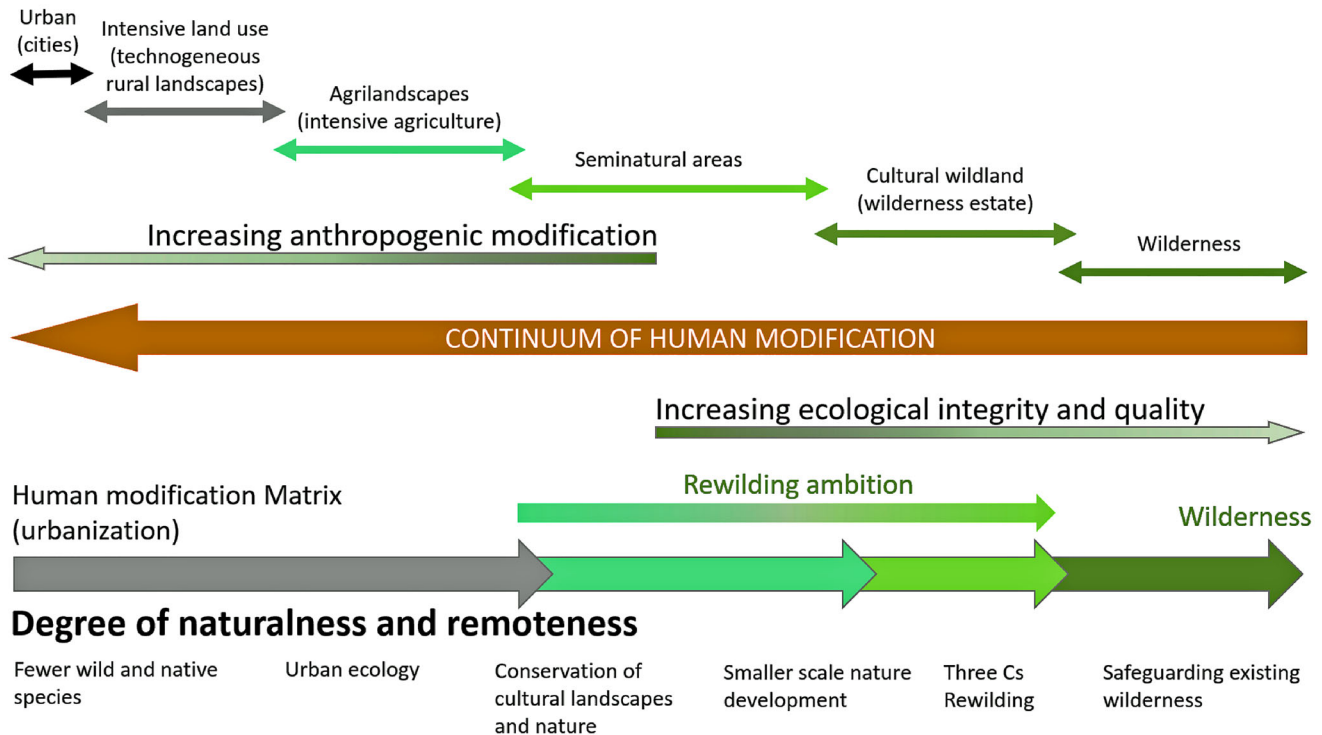 Urban
(cities)
Intensive land use
(technogeneous
rural landscapes)
Agrilandscapes
(intensive agriculture)
Seminatural areas
Cultural wildland
(wilderness estate)
Wilderness
Increasing anthropogenic modification
CONTINUUM OF HUMAN MODIFICATION
Increasing ecological integrity and quality
Rewilding ambition
Human modification Matrix
(urbanization)
Wilderness
Degree of naturalness and remoteness
Fewer wild and native
species
Urban ecology
Conservation of
cultural landscapes
and nature
Smaller scale nature
development
Three Cs
Rewilding
Safeguarding existing
wilderness